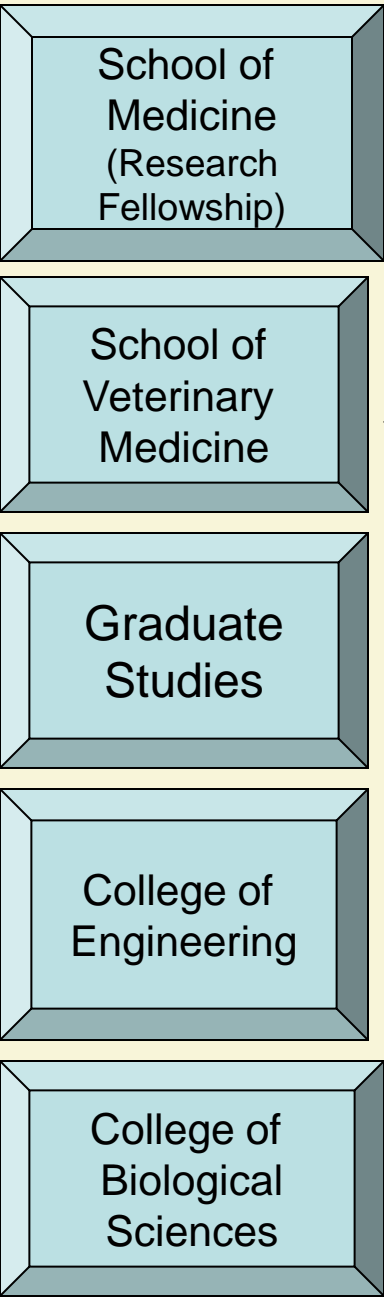 School of
Medicine
(Research
Fellowship)
School of
Veterinary
Medicine
Graduate
Studies
College of
Engineering
College of
Biological
Sciences